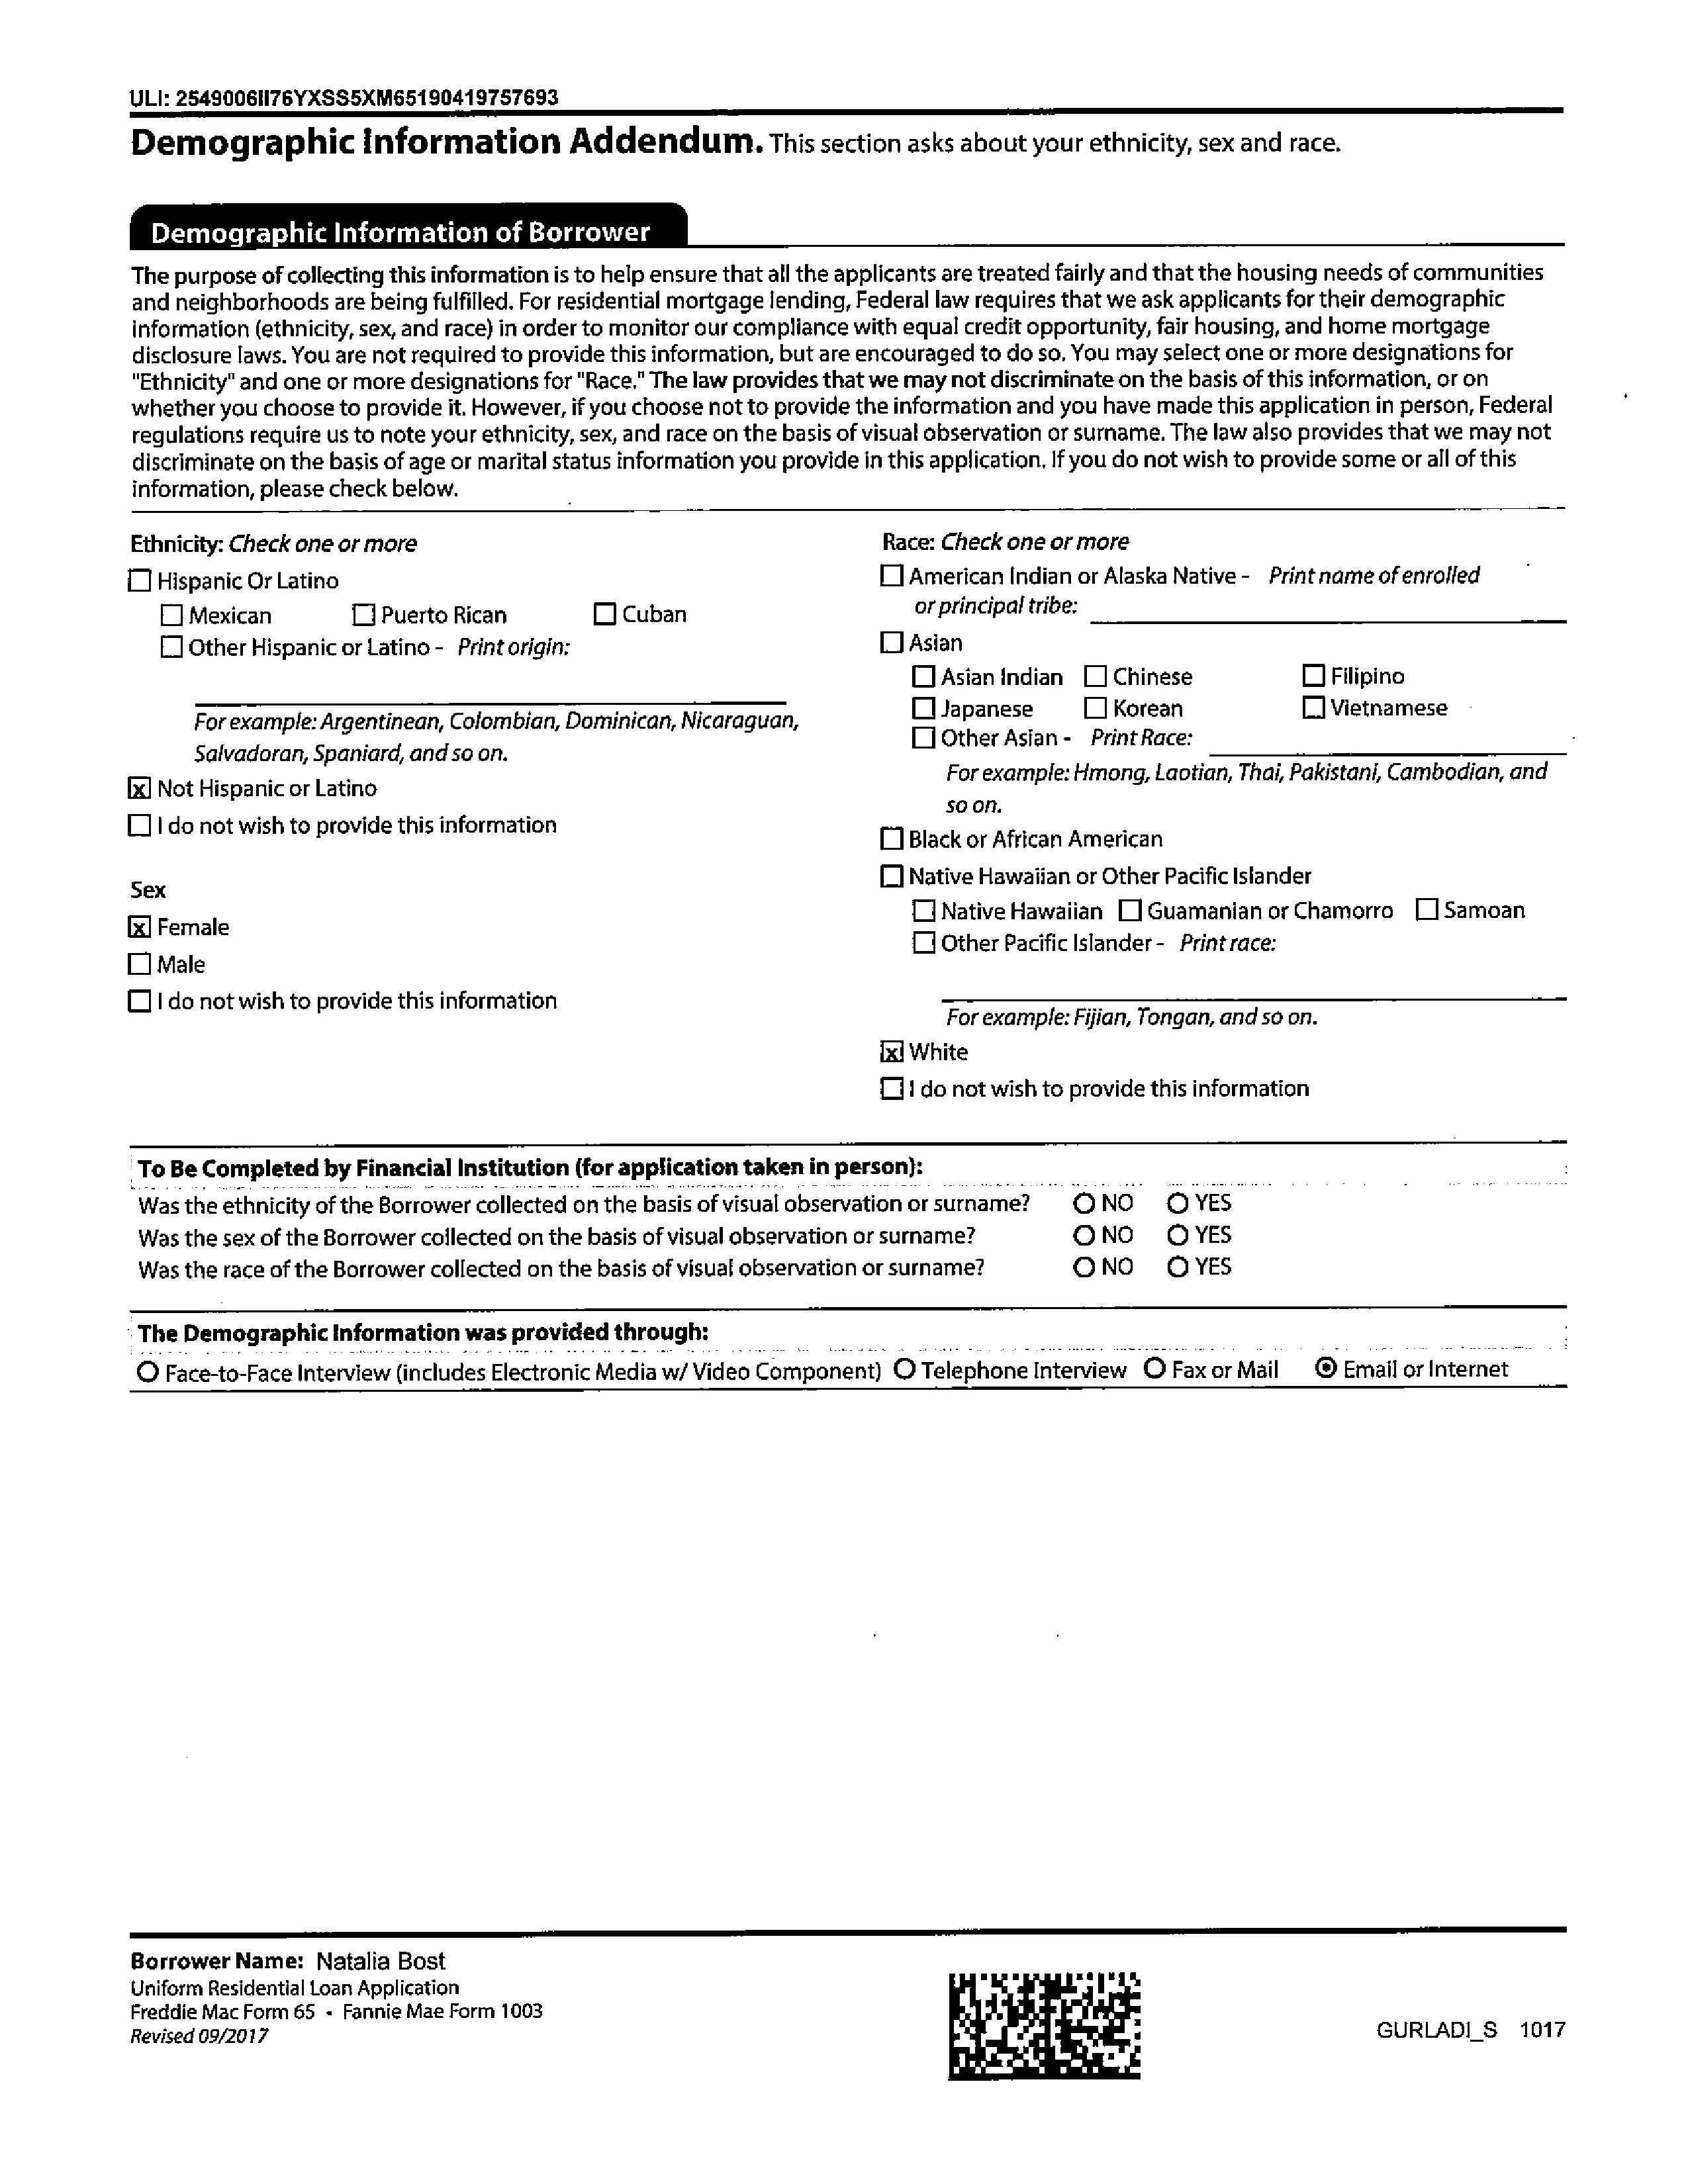 ULI: 2549006II76YXSS5XM65190419757693
Demographic Information Addendum. This section asks about your ethnicity, sex and race.
Demographic Information of Borrower
The purpose of collecting this information is to help ensure that all the applicants are treated fairly and that the housing needs of communities
and neighborhoods are being fulfilled. For residential mortgage lending, Federal law requires that we ask applicants for their demographic
information (ethnicity, sex, and race) in order to monitor our compliance with equal credit opportunity, fair housing, and home mortgage
disclosure laws. You are not required to provide this information, but are encouraged to do so. You may select one or more designations for
"Ethnicity" and one or more designations for "Race." The law provides that we may not discriminate on the basis of this information, or on
whether you choose to provide it. However, if you choose not to provide the information and you have made this application in person, Federal
regulations require us to note your ethnicity, sex, and race on the basis of visual observation or surname. The law also provides that we may not
discriminate on the basis of age or marital status information you provide in this application. If you do not wish to provide some or all of this
information, please check below.
Ethnicity: Check one or more
☐ Hispanic Or Latino
☐ Mexican ☐ Puerto Rican ☐ Cuban
☐ Other Hispanic or Latino - Print origin:
For example: Argentinean, Colombian, Dominican, Nicaraguan,
Salvadoran, Spaniard, and so on.
☒ Not Hispanic or Latino
☐ I do not wish to provide this information
Sex
☒ Female
☐ Male
☐ I do not wish to provide this information
Race: Check one or more
☐ American Indian or Alaska Native - Print name of enrolled
or principal tribe:
☐ Asian
☐ Asian Indian ☐ Chinese ☐ Filipino
☐ Japanese ☐ Korean ☐ Vietnamese
☐ Other Asian - Print Race:
For example: Hmong, Laotian, Thai, Pakistani, Cambodian, and
so on.
☐ Black or African American
☐ Native Hawaiian or Other Pacific Islander
☐ Native Hawaiian ☐ Guamanian or Chamorro ☐ Samoan
☐ Other Pacific Islander - Print race:
For example: Fijian, Tongan, and so on.
☒ White
☐ I do not wish to provide this information
To Be Completed by Financial Institution (for application taken in person):
Was the ethnicity of the Borrower collected on the basis of visual observation or surname? ○ NO ○ YES
Was the sex of the Borrower collected on the basis of visual observation or surname? ○ NO ○ YES
Was the race of the Borrower collected on the basis of visual observation or surname? ○ NO ○ YES
The Demographic Information was provided through:
○ Face-to-Face Interview (includes Electronic Media w/ Video Component) ○ Telephone Interview ○ Fax or Mail ◉ Email or Internet
Borrower Name: Natalia Bost
Uniform Residential Loan Application
Freddie Mac Form 65 • Fannie Mae Form 1003
Revised 09/2017
GURLADI_S 1017